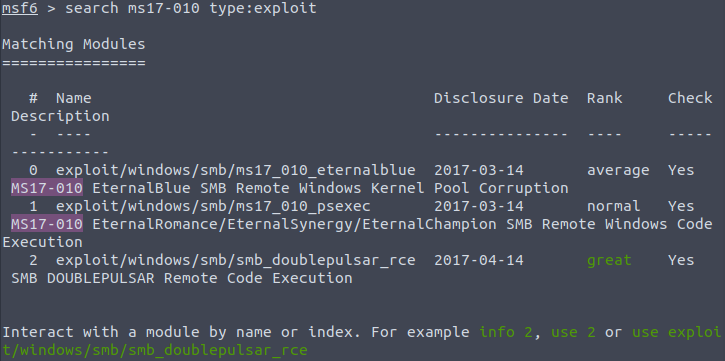 msf6 > search ms17-010 type:exploit
Matching Modules
================
#  Name                                      Disclosure Date  Rank     Check
Description
-  ----                                      ---------------  ----     -----
-----------
0  exploit/windows/smb/ms17_010_eternalblue  2017-03-14       average  Yes
MS17-010 EternalBlue SMB Remote Windows Kernel Pool Corruption
1  exploit/windows/smb/ms17_010_psexec       2017-03-14       normal   Yes
MS17-010 EternalRomance/EternalSynergy/EternalChampion SMB Remote Windows Code
Execution
2  exploit/windows/smb/smb_doublepulsar_rce  2017-04-14       great    Yes
SMB DOUBLEPULSAR Remote Code Execution
Interact with a module by name or index. For example info 2, use 2 or use exploi
t/windows/smb/smb_doublepulsar_rce